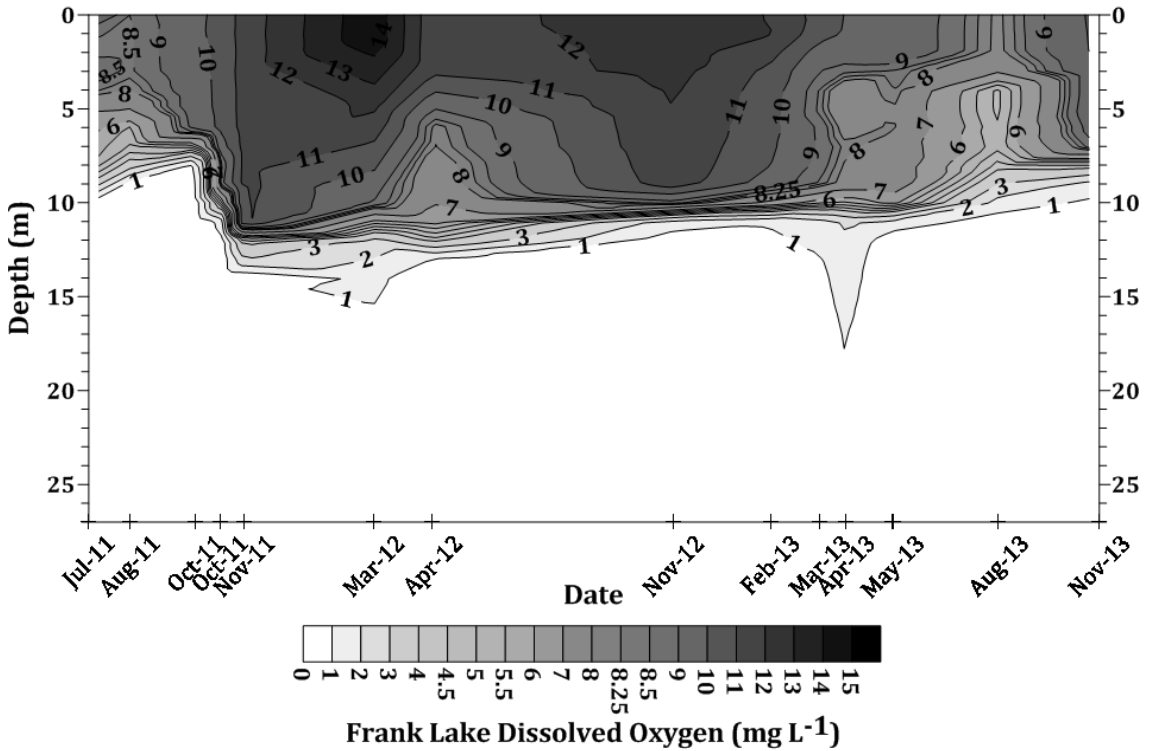 0 0
5 5
10 10
15 15
20 20
25 25
Depth (m)
8.5 9 10 12 13 14 12 11 10 9 9
8.5 8 6 11 10 9 8 7 6 6
1 2 11 10 9 8 7 8.25 6 7 8 9
3 2 1 3 1 1 2 3 1
Jul-11
Aug-11
Oct-11
Oct-11
Nov-11
Mar-12
Apr-12
Nov-12
Feb-13
Mar-13
Apr-13
May-13
Aug-13
Nov-13
Date
0 1 2 3 4 4.5 5 5.5 6 7 8 8.25 8.5 9 10 11 12 13 14 15
Frank Lake Dissolved Oxygen (mg L-1)